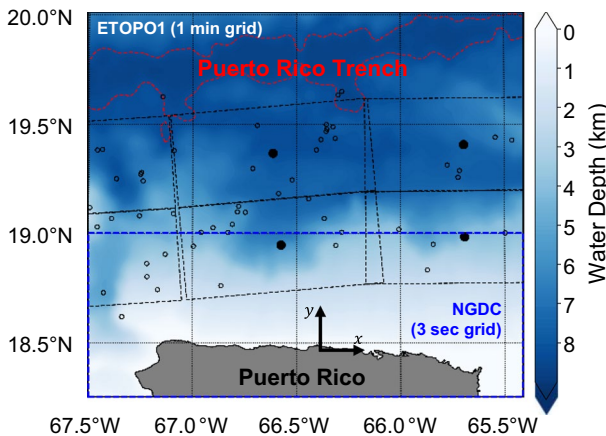 20.0°N
19.5°N
19.0°N
18.5°N
ETOPO1 (1 min grid)
Puerto Rico Trench
NGDC
(3 sec grid)
y
x
Puerto Rico
67.5°W
67.0°W
66.5°W
66.0°W
65.5°W
0
1
2
3
4
5
6
7
8
Water Depth (km)